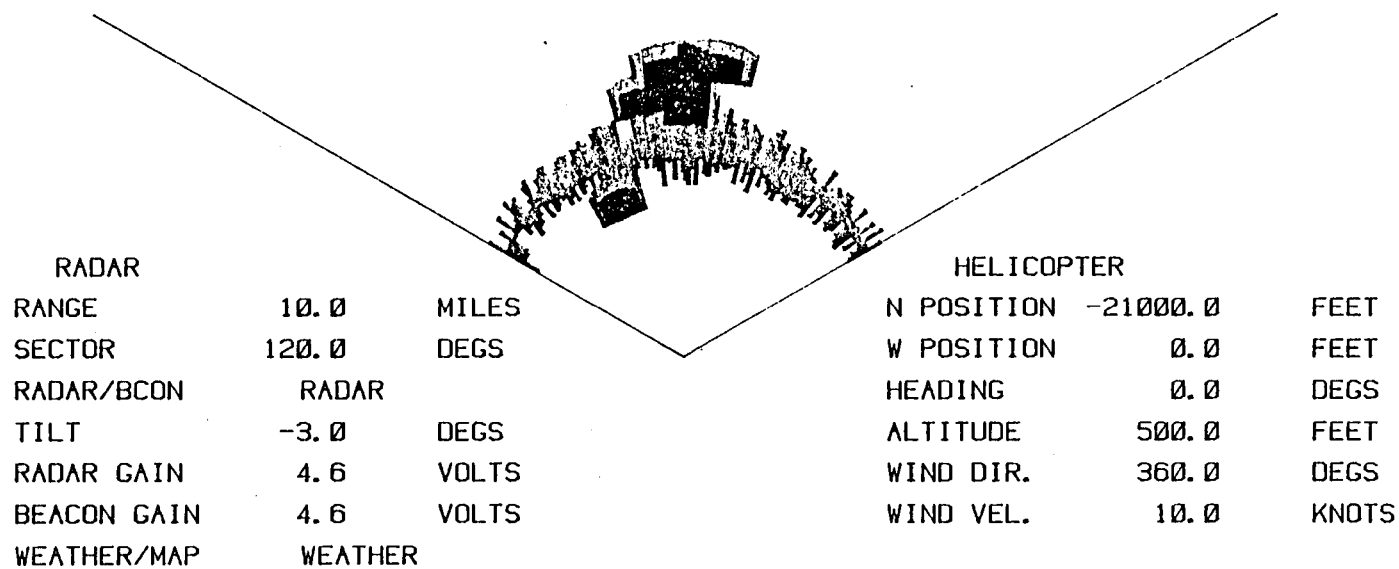 RADAR
RANGE 10.0 MILES
SECTOR 120.0 DEGS
RADAR/BCON RADAR
TILT -3.0 DEGS
RADAR GAIN 4.6 VOLTS
BEACON GAIN 4.6 VOLTS
WEATHER/MAP WEATHER
HELICOPTER
N POSITION -21000.0 FEET
W POSITION 0.0 FEET
HEADING 0.0 DEGS
ALTITUDE 500.0 FEET
WIND DIR. 360.0 DEGS
WIND VEL. 10.0 KNOTS